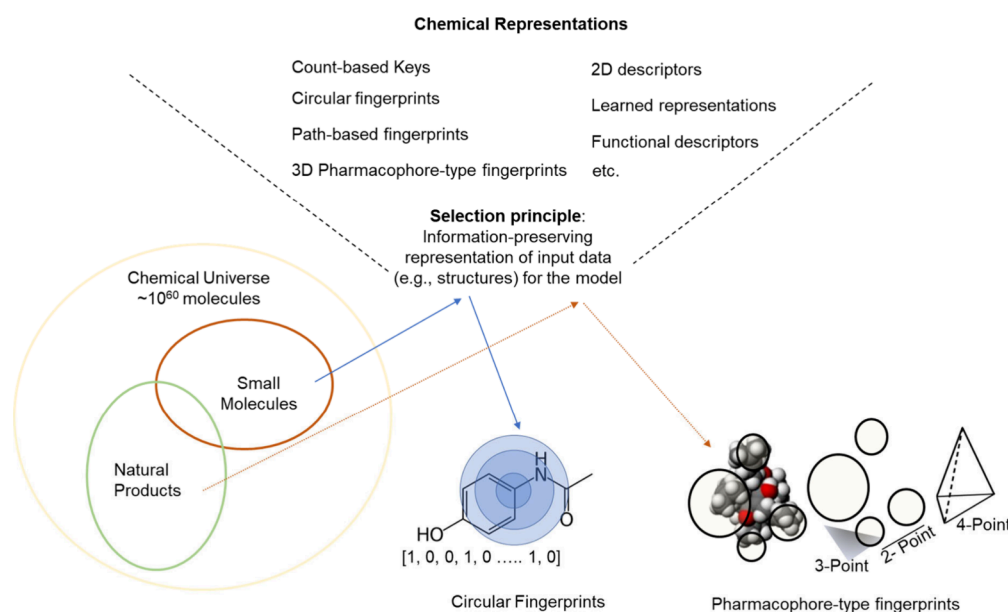 Chemical Representations
Count-based Keys
Circular fingerprints
Path-based fingerprints
3D Pharmacophore-type fingerprints
2D descriptors
Learned representations
Functional descriptors
etc.
Selection principle:
Information-preserving
representation of input data
(e.g., structures) for the model
Chemical Universe
~10⁶⁰ molecules
Small
Molecules
Natural
Products
H
N
O
HO
[1, 0, 0, 1, 0 ….. 1, 0]
Circular Fingerprints
3-Point
2- Point
4-Point
Pharmacophore-type fingerprints